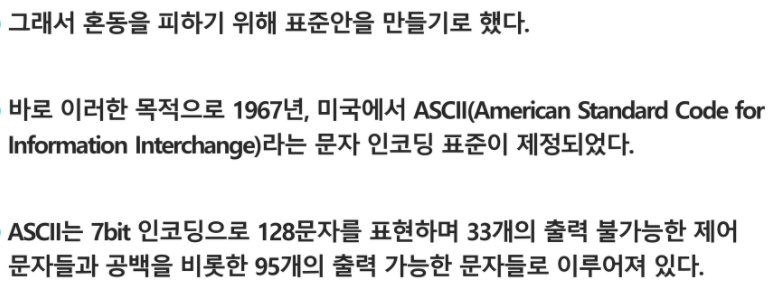 그래서 혼동을 피하기 위해 표준안을 만들기로 했다.
바로 이러한 목적으로 1967년, 미국에서 ASCII(American Standard Code for
Information Interchange)라는 문자 인코딩 표준이 제정되었다.
ASCII는 7bit 인코딩으로 128문자를 표현하며 33개의 출력 불가능한 제어
문자들과 공백을 비롯한 95개의 출력 가능한 문자들로 이루어져 있다.